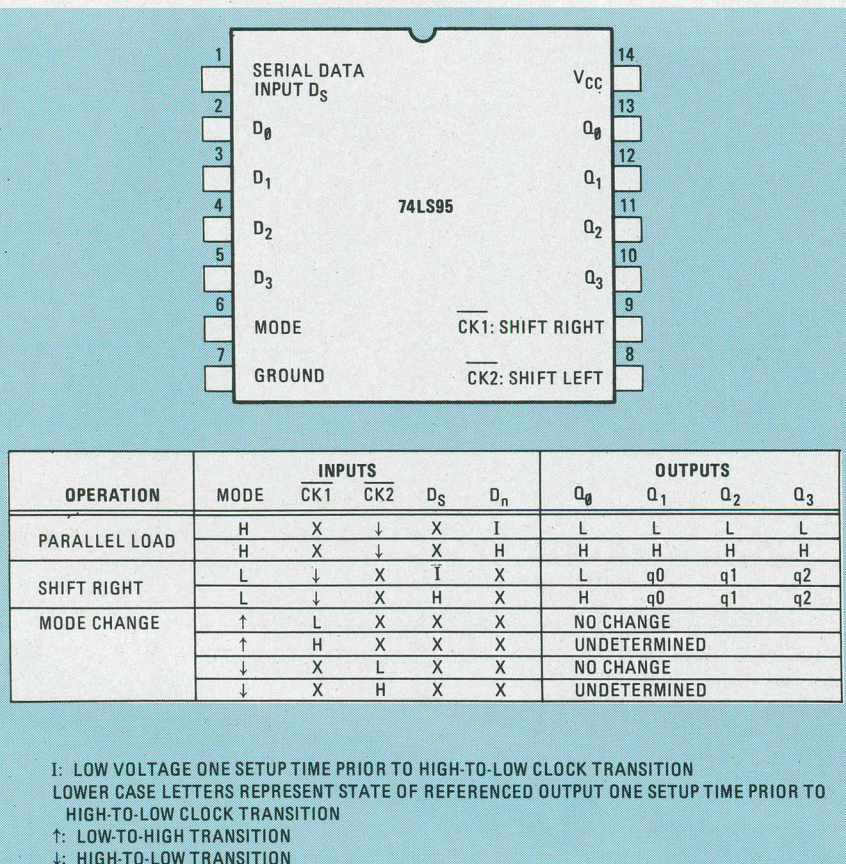 1 14
SERIAL DATA
INPUT DS
VCC
2 13
D0 Q0
3 12
D1 Q1
74LS95
4 11
D2 Q2
5 10
D3 Q3
6 9
MODE CK1: SHIFT RIGHT
7 8
GROUND CK2: SHIFT LEFT
INPUTS OUTPUTS
OPERATION MODE CK1 CK2 DS Dn Q0 Q1 Q2 Q3
PARALLEL LOAD
H X ↓ X I L L L L
H X ↓ X H H H H H
SHIFT RIGHT
L ↓ X I X L q0 q1 q2
L ↓ X H X H q0 q1 q2
MODE CHANGE ↑ L X X X NO CHANGE
↑ H X X X UNDETERMINED
↓ X L X X NO CHANGE
↓ X H X X UNDETERMINED
I: LOW VOLTAGE ONE SETUP TIME PRIOR TO HIGH-TO-LOW CLOCK TRANSITION
LOWER CASE LETTERS REPRESENT STATE OF REFERENCED OUTPUT ONE SETUP TIME PRIOR TO
HIGH-TO-LOW CLOCK TRANSITION
↑: LOW-TO-HIGH TRANSITION
↓: HIGH-TO-LOW TRANSITION